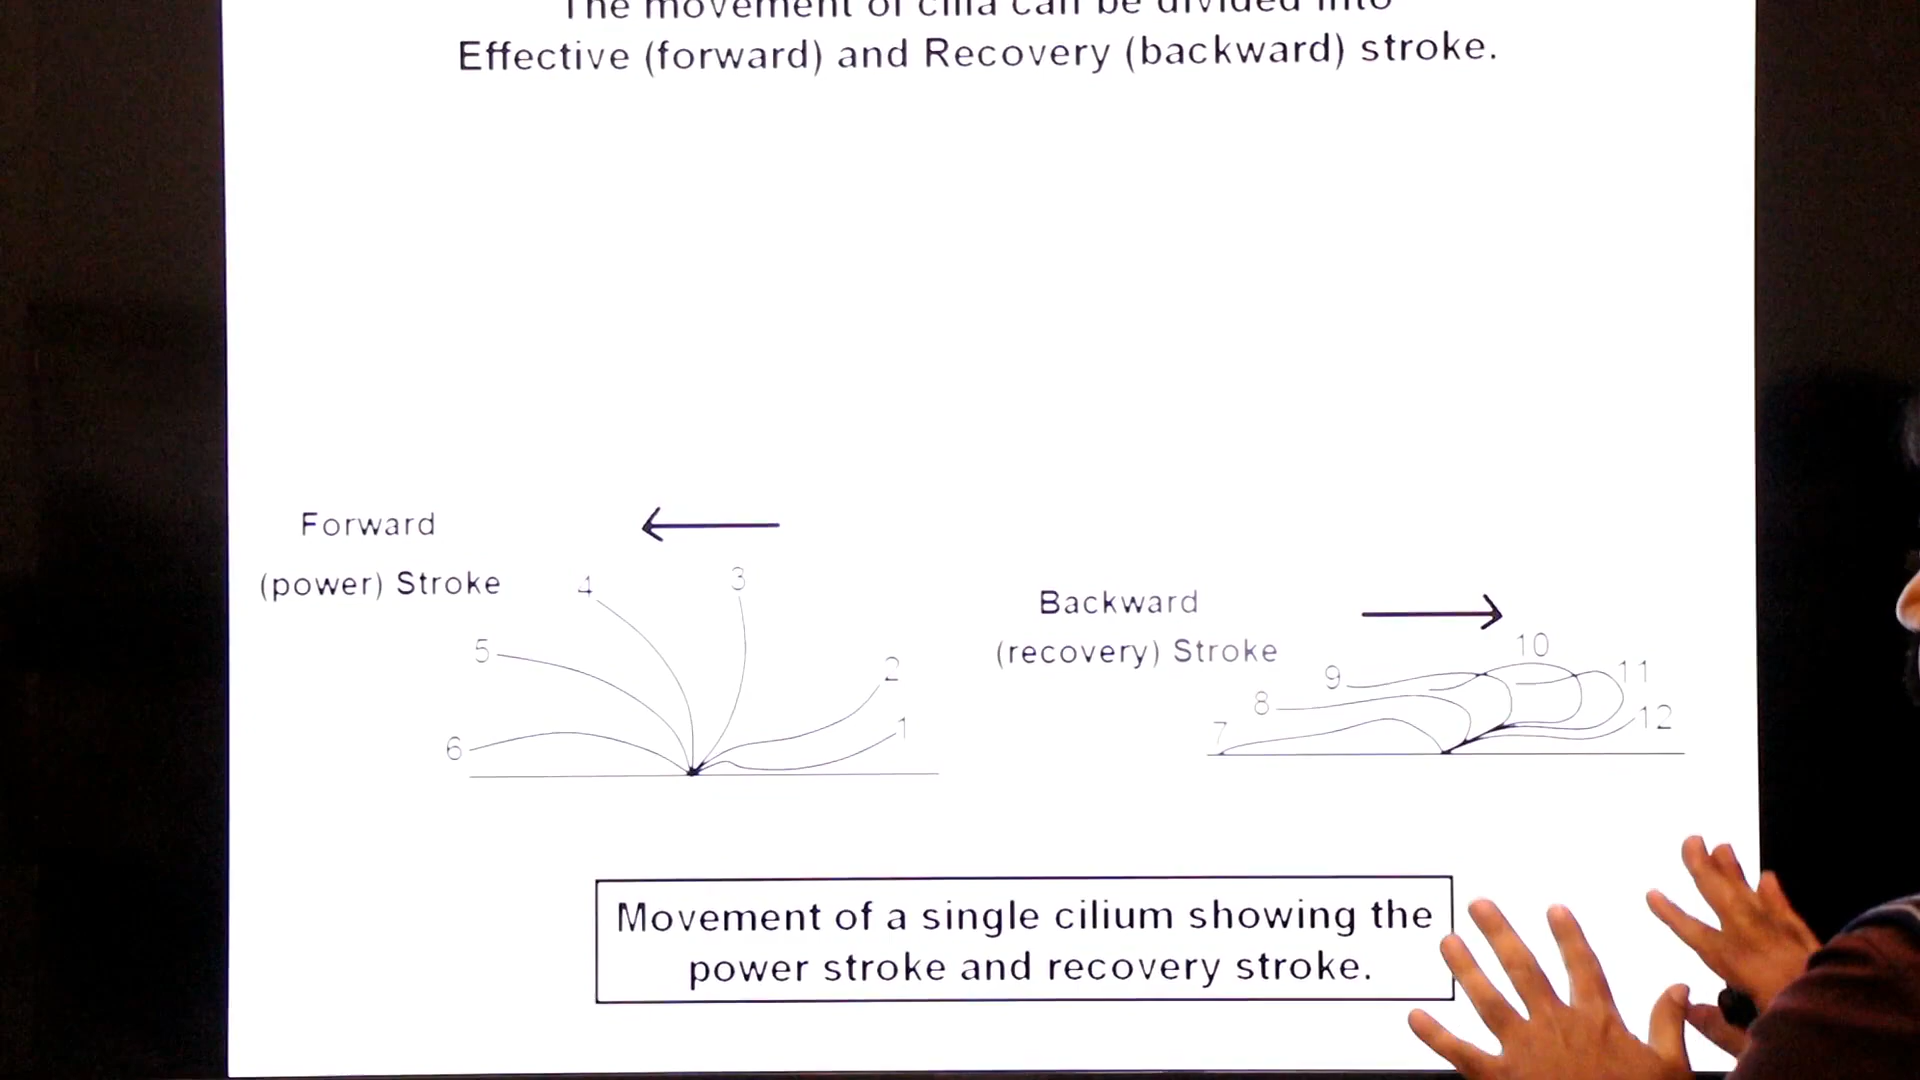 The movement of cilia can be divided into
Effective (forward) and Recovery (backward) stroke.
Forward
(power) Stroke
4
3
5
2
1
6
Backward
(recovery) Stroke
10
9
11
8
12
7
Movement of a single cilium showing the
power stroke and recovery stroke.